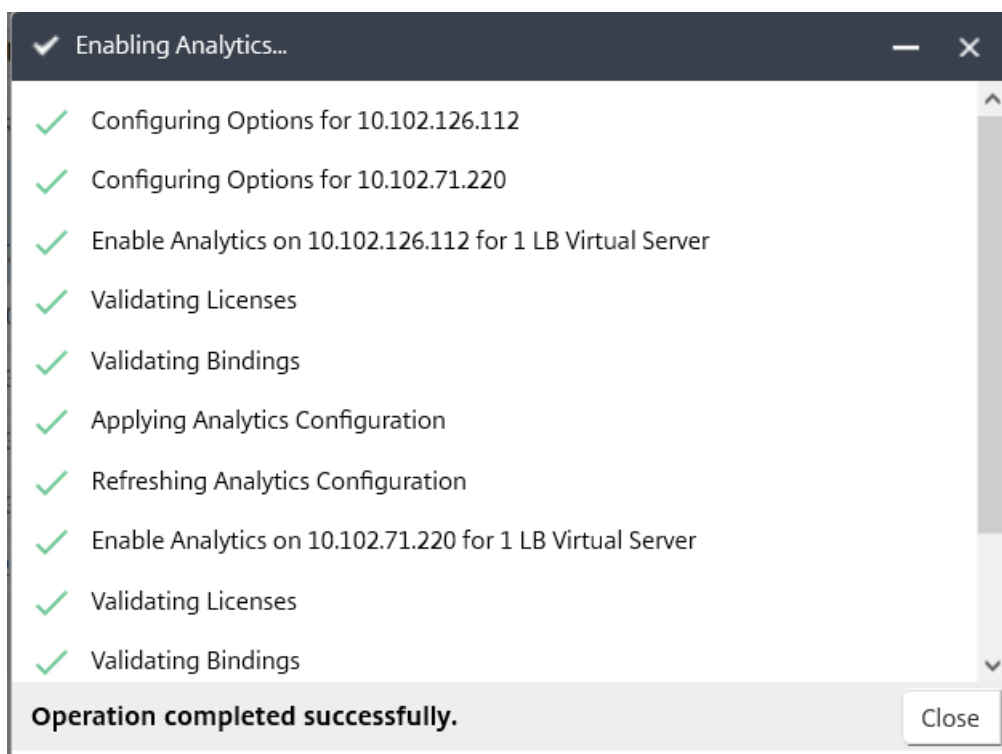 Enabling Analytics...
Configuring Options for 10.102.126.112
Configuring Options for 10.102.71.220
Enable Analytics on 10.102.126.112 for 1 LB Virtual Server
Validating Licenses
Validating Bindings
Applying Analytics Configuration
Refreshing Analytics Configuration
Enable Analytics on 10.102.71.220 for 1 LB Virtual Server
Validating Licenses
Validating Bindings
Operation completed successfully.
Close